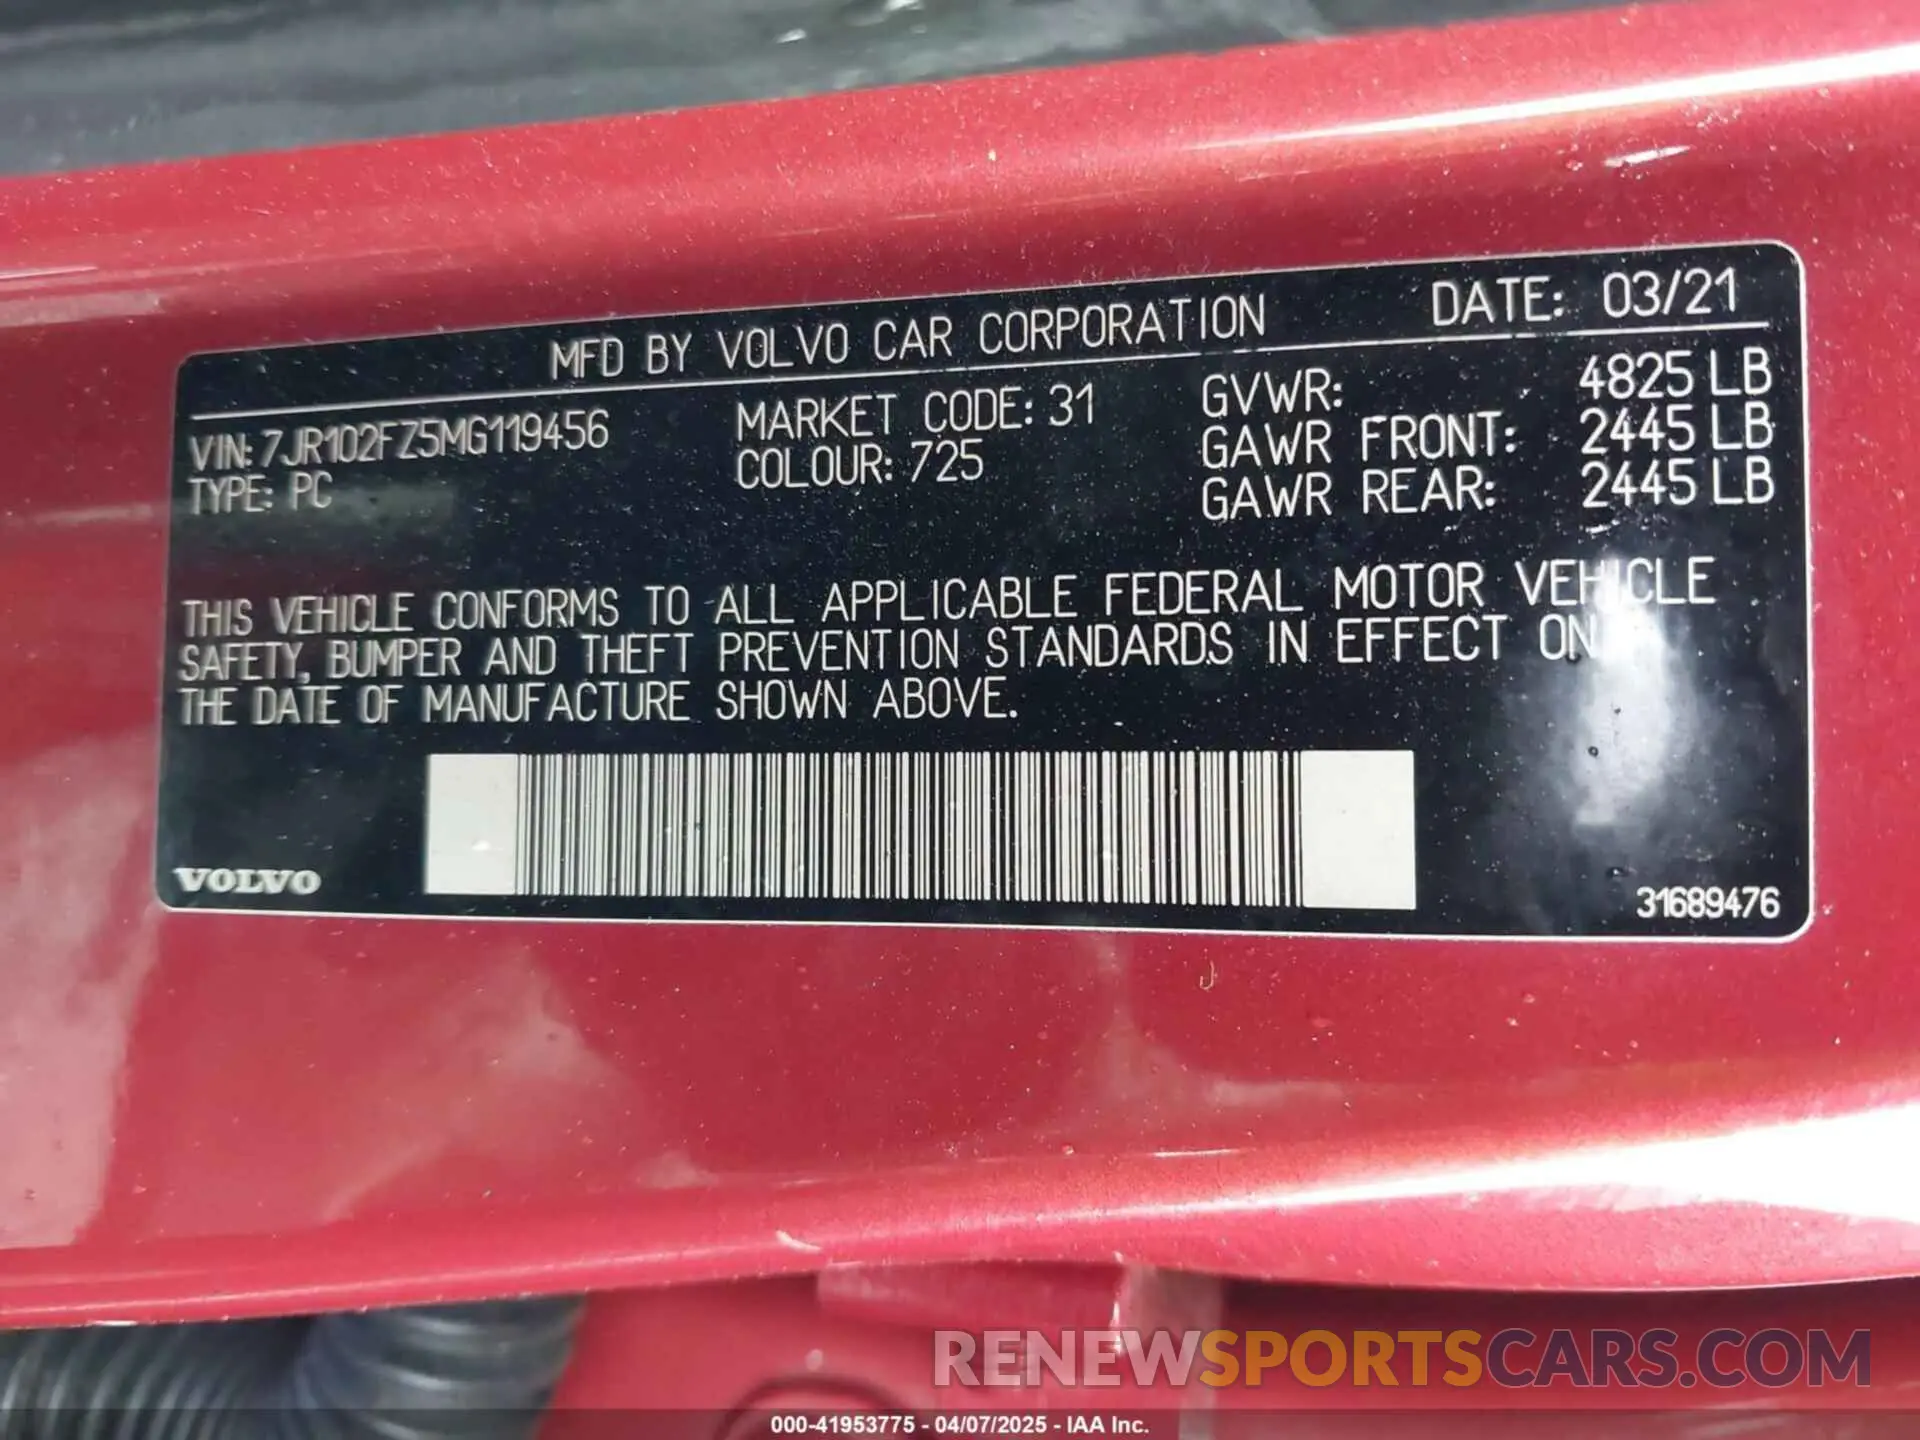 MFD BY VOLVO CAR CORPORATION DATE: 03/21
VIN: 7JR102FZ5MG119456 MARKET CODE: 31 GVWR: 4825 LB
TYPE: PC COLOUR: 725 GAWR FRONT: 2445 LB
GAWR REAR: 2445 LB
THIS VEHICLE CONFORMS TO ALL APPLICABLE FEDERAL MOTOR VEHICLE
SAFETY, BUMPER AND THEFT PREVENTION STANDARDS IN EFFECT ON
THE DATE OF MANUFACTURE SHOWN ABOVE.
VOLVO
31689476
RENEWSPORTSCARS.COM
000-41953775 - 04/07/2025 - IAA Inc.